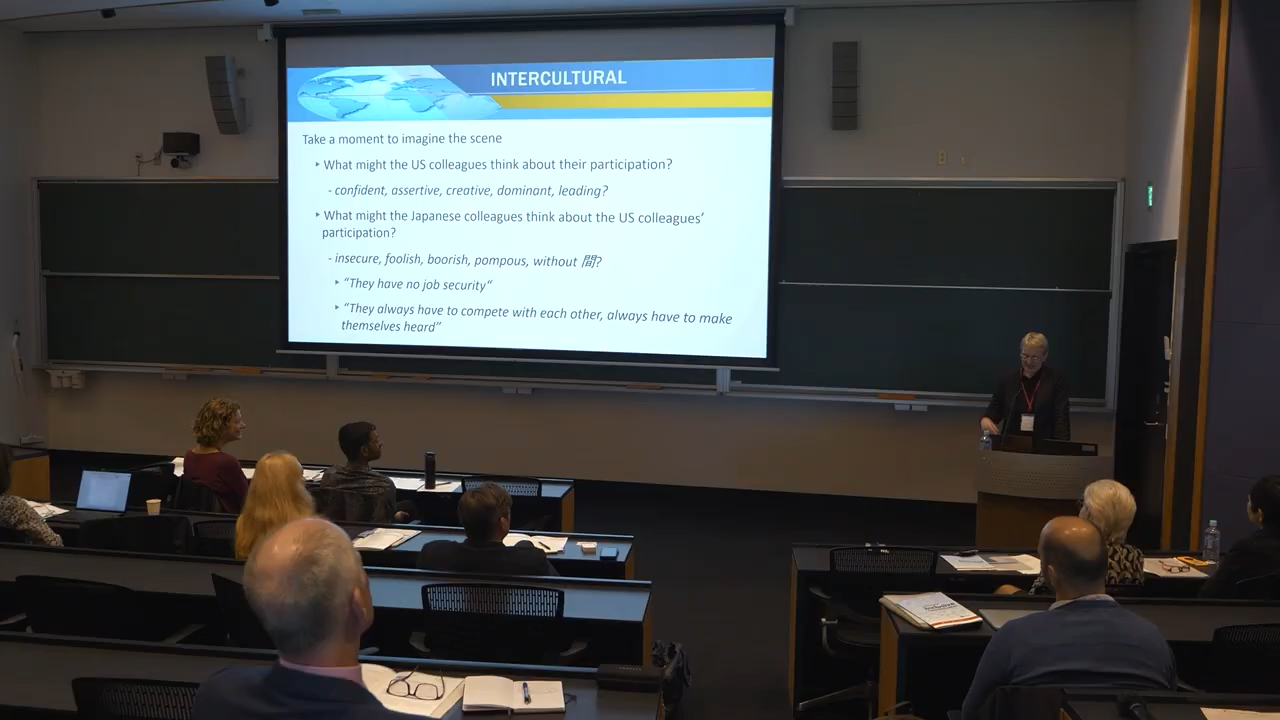 INTERCULTURAL
Take a moment to imagine the scene
‣ What might the US colleagues think about their participation?
- confident, assertive, creative, dominant, leading?
‣ What might the Japanese colleagues think about the US colleagues’
participation?
- insecure, foolish, boorish, pompous, without 間?
‣ “They have no job security“
‣ “They always have to compete with each other, always have to make
themselves heard”